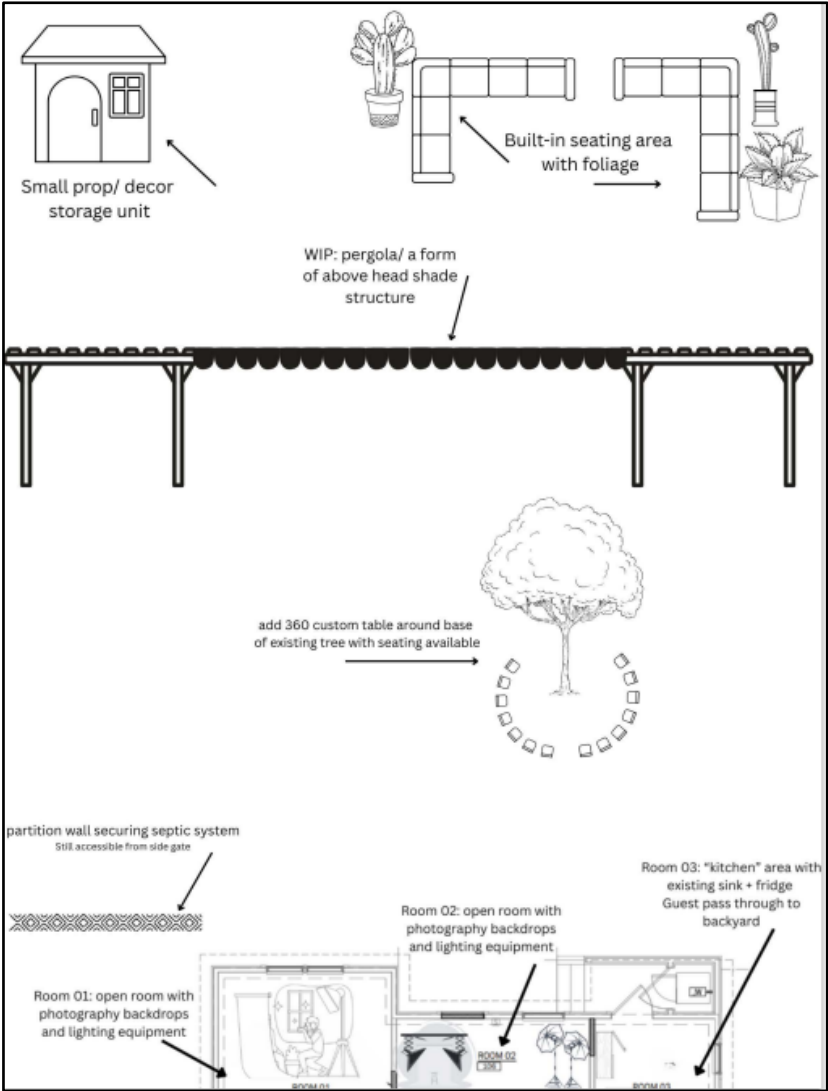 Small prop/ decor
storage unit
Built-in seating area
with foliage
WIP: pergola/ a form
of above head shade
structure
add 360 custom table around base
of existing tree with seating available
partition wall securing septic system
Still accessible from side gate
Room 03: "kitchen" area with
existing sink + fridge
Guest pass through to
backyard
Room 02: open room with
photography backdrops
and lighting equipment
Room 01: open room with
photography backdrops
and lighting equipment
ROOM 02
ROOM 01
ROOM 03